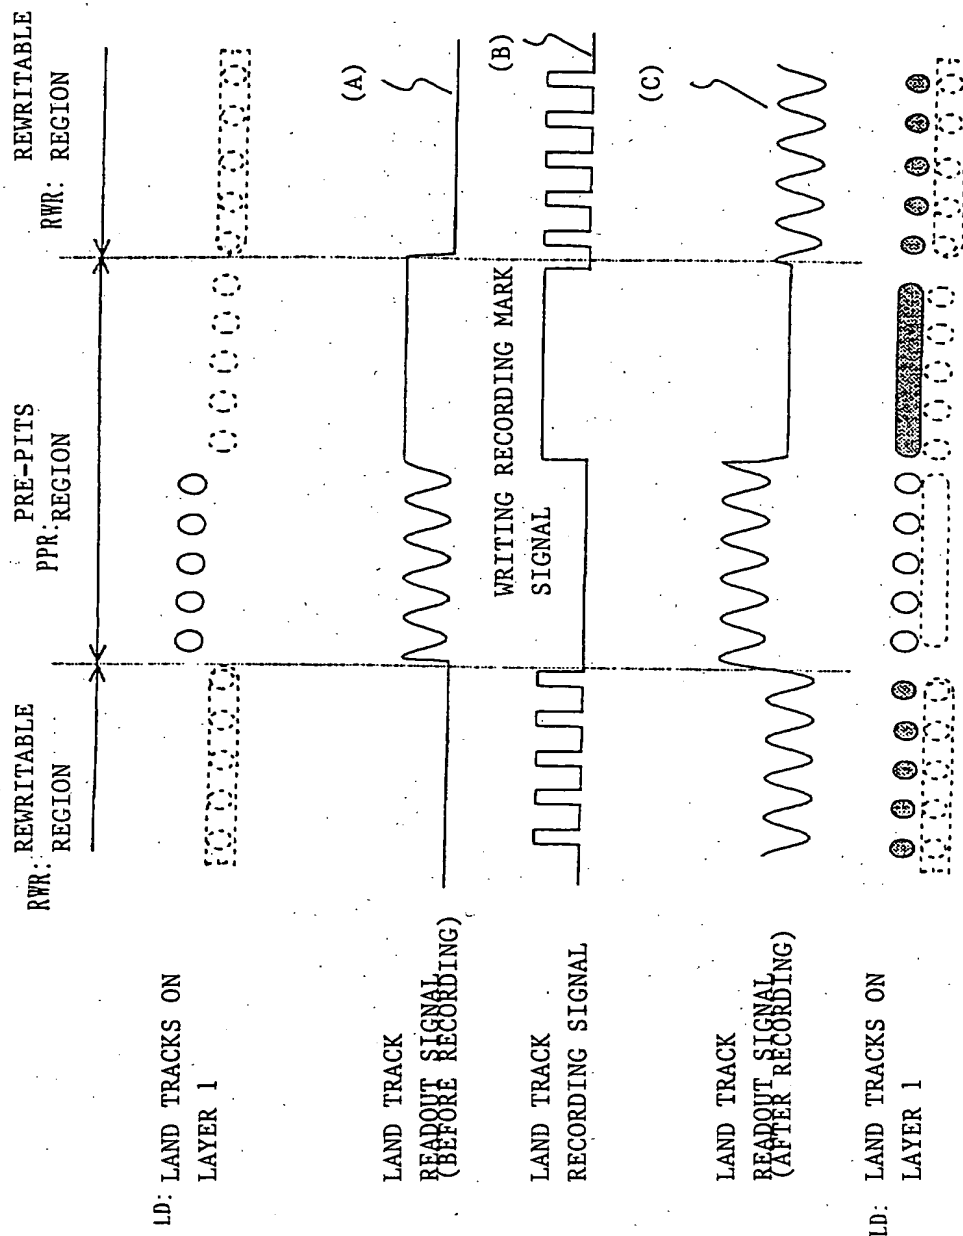 RWR: REWRITABLE
REGION
PRE-PITS
PPR: REGION
REWRITABLE
RWR: REGION
LD: LAND TRACKS ON
LAYER 1
LAND TRACK
READOUT SIGNAL
(BEFORE RECORDING)
(A)
LAND TRACK
RECORDING SIGNAL
WRITING RECORDING MARK
SIGNAL
(B)
LAND TRACK
READOUT SIGNAL
(AFTER RECORDING)
(C)
LD: LAND TRACKS ON
LAYER 1